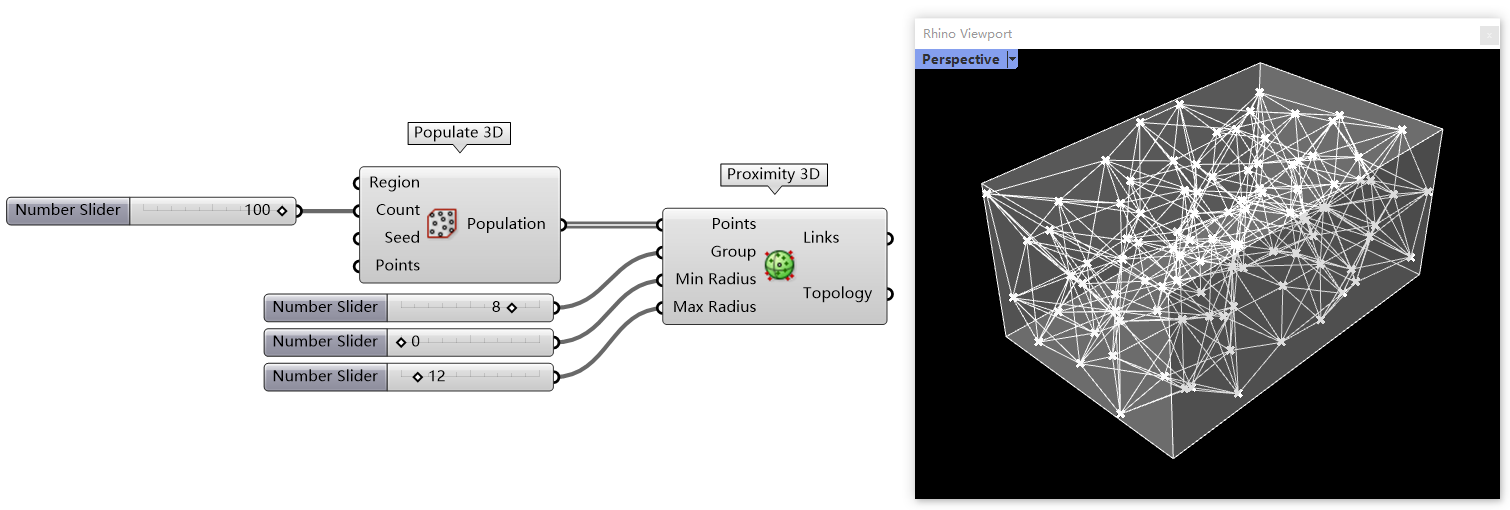 Populate 3D
Region
Count
Seed
Points
Population
Number Slider 100
Number Slider 8
Number Slider 0
Number Slider 12
Proximity 3D
Points
Group
Min Radius
Max Radius
Links
Topology
Rhino Viewport
x
Perspective